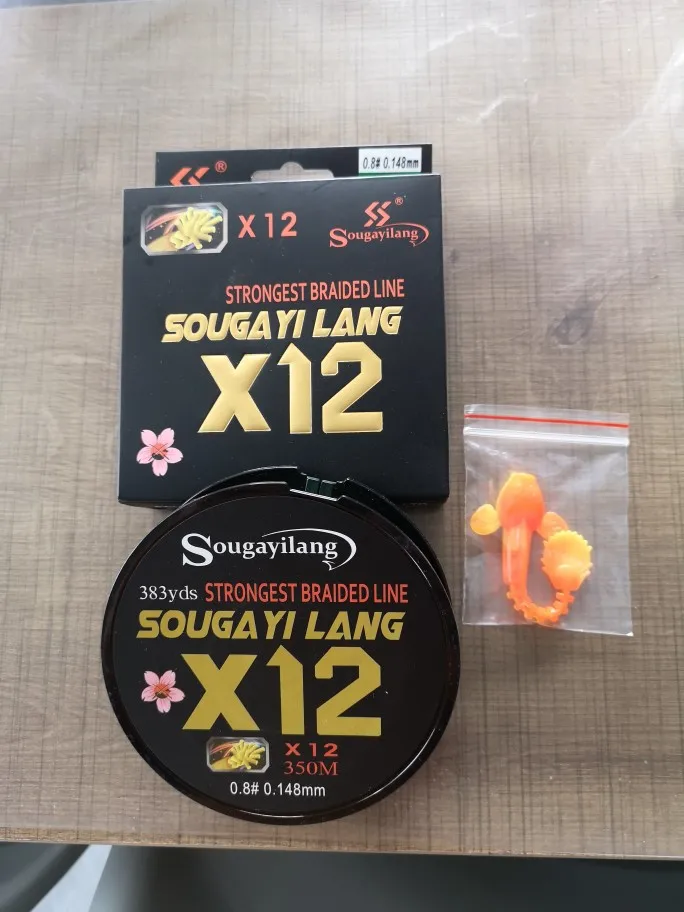 ®
0.8# 0.148mm
X12
®
Sougayilang
STRONGEST BRAIDED LINE
SOUGAYI LANG
X12
Sougayilang
383yds STRONGEST BRAIDED LINE
SOUGAYI LANG
X12
X12
350M
0.8# 0.148mm